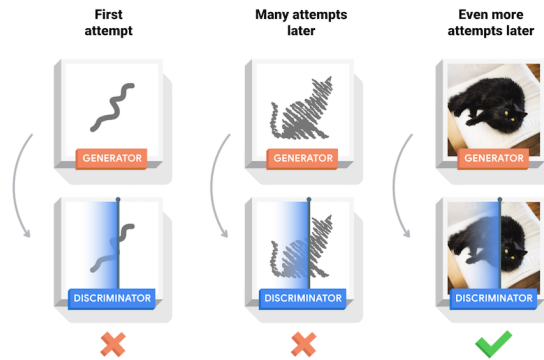 First
attempt
Many attempts
later
Even more
attempts later
GENERATOR
GENERATOR
GENERATOR
DISCRIMINATOR
DISCRIMINATOR
DISCRIMINATOR